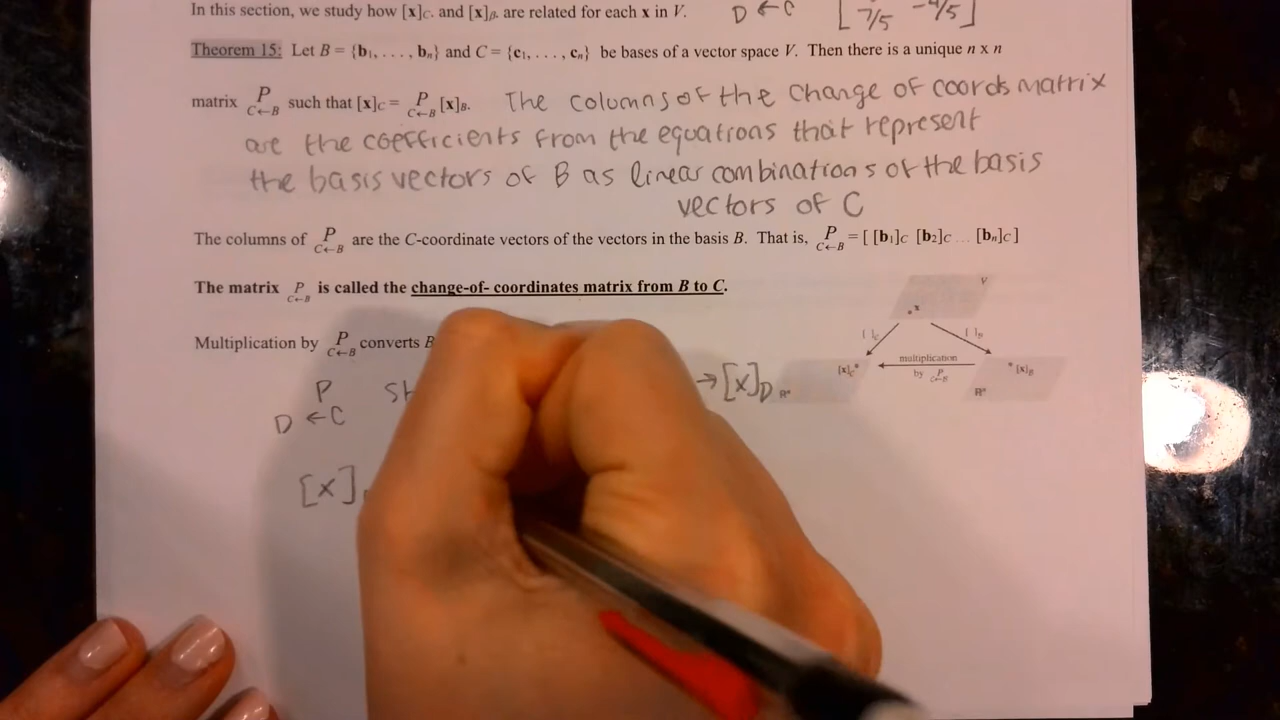 In this section, we study how [x]C. and [x]B. are related for each x in V. D ← C [ 7/5 -4/5 ]
Theorem 15: Let B = {b1, . . . , bn} and C = {c1, . . . , cn} be bases of a vector space V. Then there is a unique n x n
matrix P C←B such that [x]C = P C←B [x]B. The columns of the change of coords matrix
are the coefficients from the equations that represent
the basis vectors of B as linear combinations of the basis
vectors of C
The columns of P C←B are the C-coordinate vectors of the vectors in the basis B. That is, P C←B = [ [b1]C [b2]C ... [bn]C ]
The matrix P C←B is called the change-of- coordinates matrix from B to C.
V
x
[ ]C [ ]B
Multiplication by P C←B converts B
multiplication
by P C←B
[x]C [x]B
P D ← C → [x]D
Rⁿ Rⁿ
[x]